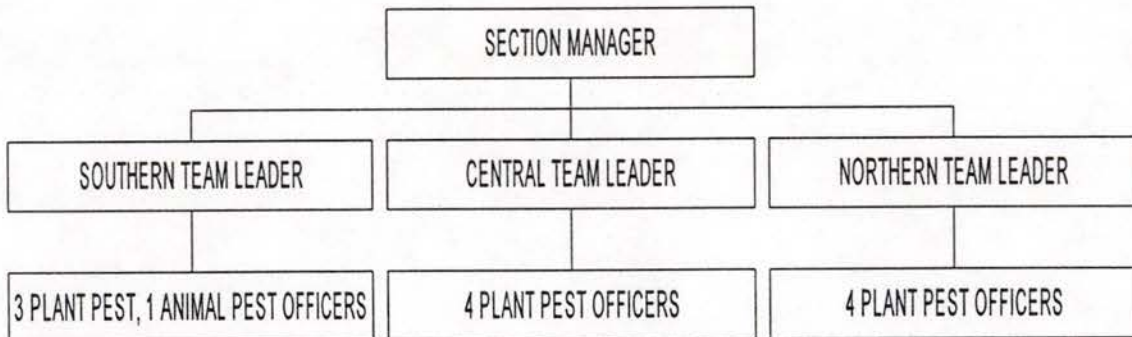 SECTION MANAGER
SOUTHERN TEAM LEADER
CENTRAL TEAM LEADER
NORTHERN TEAM LEADER
3 PLANT PEST, 1 ANIMAL PEST OFFICERS
4 PLANT PEST OFFICERS
4 PLANT PEST OFFICERS